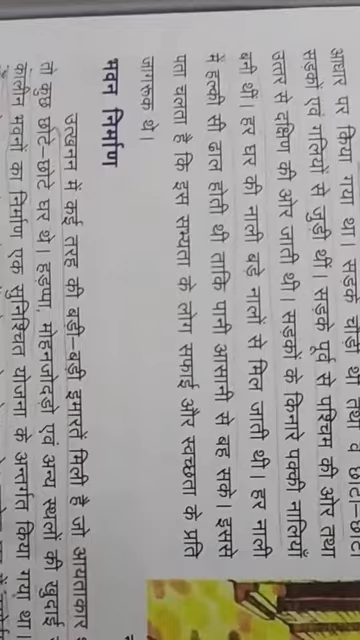 आधार पर किया गया था। सड़के चौड़ी थी तथा वे छोटी-छोटी
सड़कों एवं गलियों से जुड़ी थीं। सड़के पूर्व से पश्चिम की ओर तथा
उत्तर से दक्षिण की ओर जाती थी। सड़कों के किनारे पक्की नालियाँ
बनी थीं। हर घर की नाली बड़े नालों से मिल जाती थी। हर नाली
में हल्की सी ढाल होती थी ताकि पानी आसानी से बह सके। इससे
पता चलता है कि इस सभ्यता के लोग सफाई और स्वच्छता के प्रति
जागरूक थे।
भवन निर्माण
उत्खनन में कई तरह की बड़ी-बड़ी इमारतें मिली है जो आयताकार
तो कुछ छोटे-छोटे घर थे। हड़प्पा, मोहनजोदड़ो एवं अन्य स्थलों की खुदाई
कालीन भवनों का निर्माण एक सुनिश्चित योजना के अन्तर्गत किया गया था।